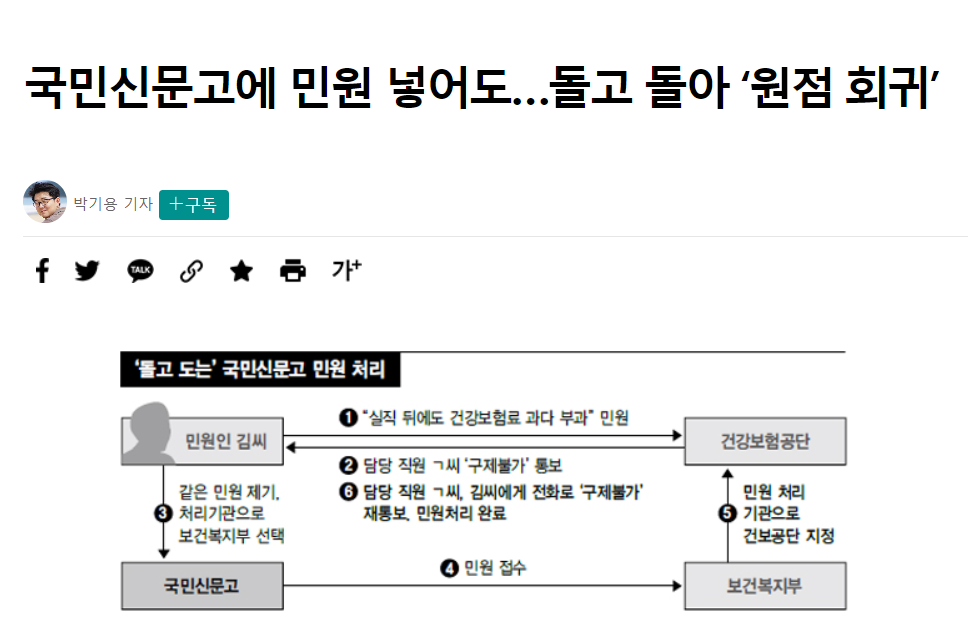 국민신문고에 민원 넣어도...돌고 돌아 ‘원점 회귀’
박기용 기자 +구독
TALK 가+
‘돌고 도는’ 국민신문고 민원 처리
민원인 김씨
❶ “실직 뒤에도 건강보험료 과다 부과” 민원
건강보험공단
❷ 담당 직원 ㄱ씨 ‘구제불가’ 통보
❻ 담당 직원 ㄱ씨, 김씨에게 전화로 ‘구제불가’
재통보, 민원처리 완료
❸ 같은 민원 제기,
처리기관으로
보건복지부 선택
❺ 민원 처리
기관으로
건보공단 지정
국민신문고
❹ 민원 접수
보건복지부